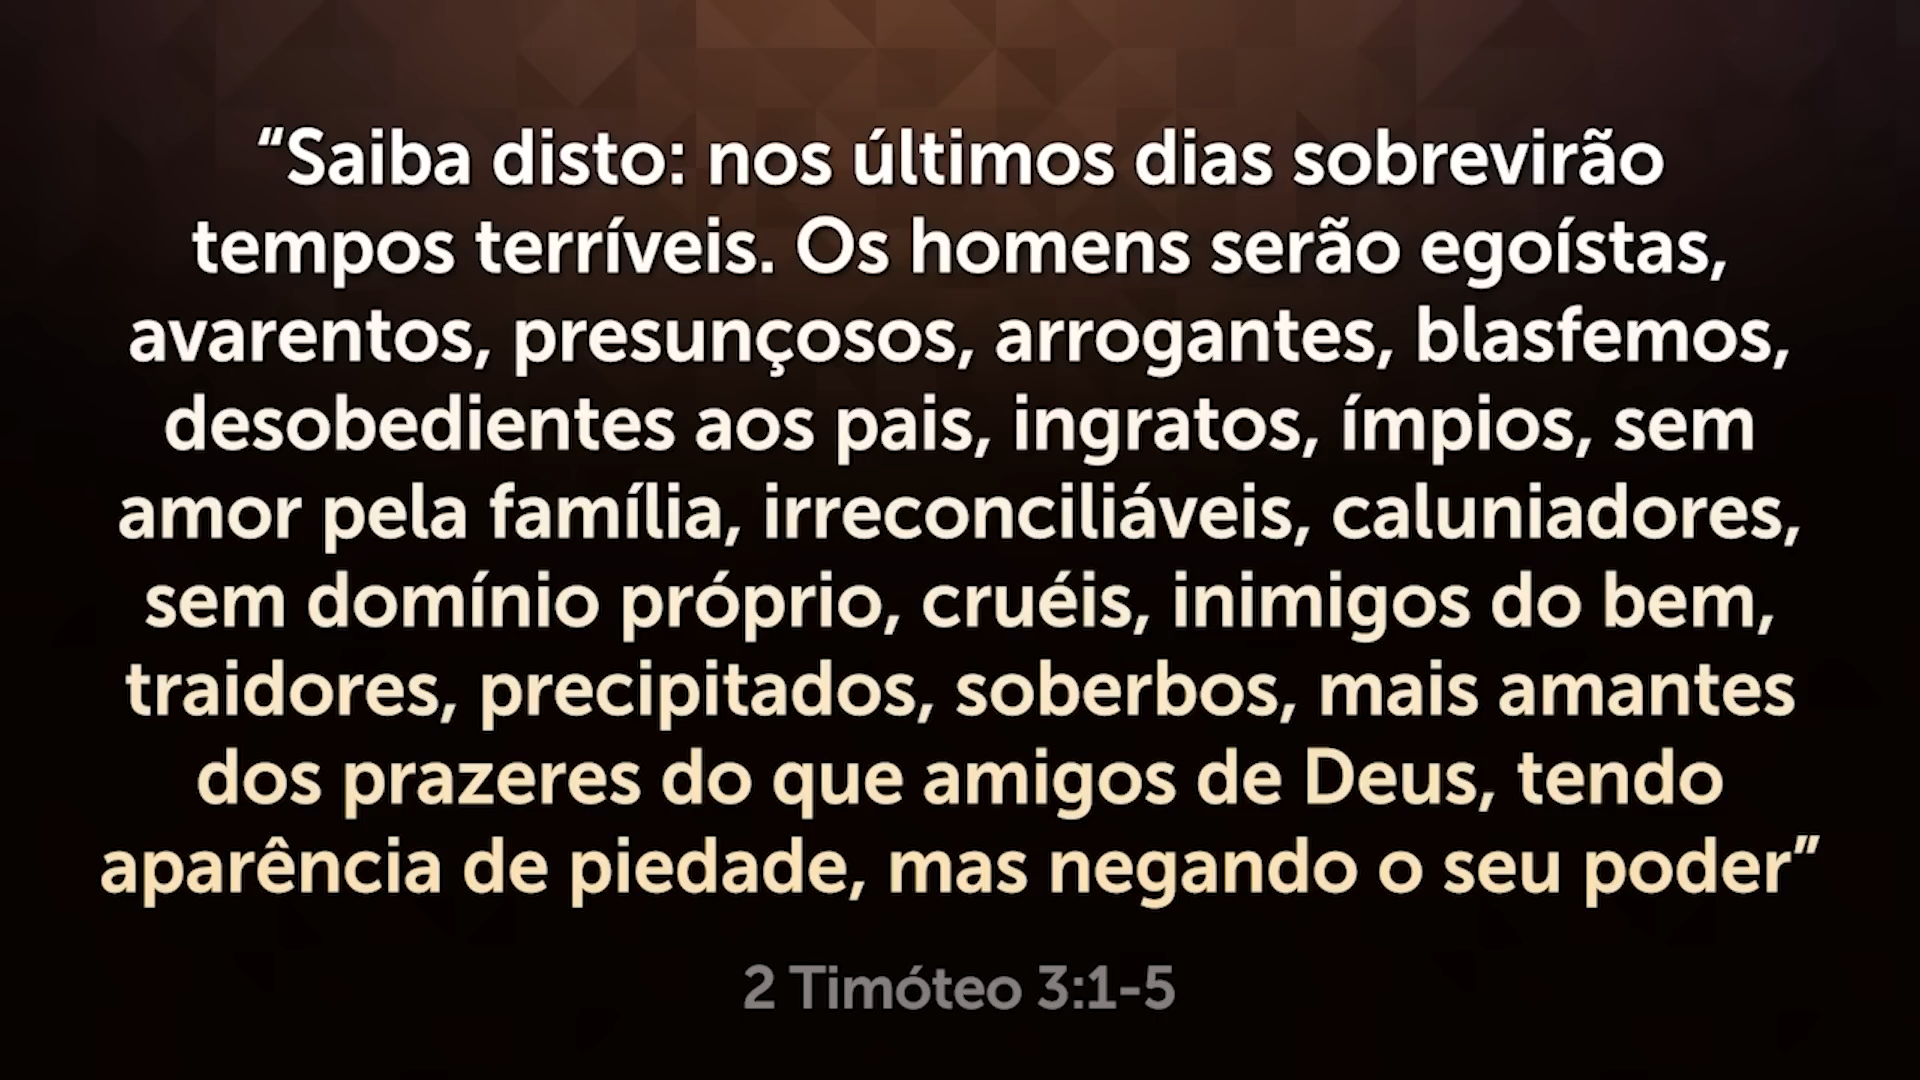 “Saiba disto: nos últimos dias sobrevirão
tempos terríveis. Os homens serão egoístas,
avarentos, presunçosos, arrogantes, blasfemos,
desobedientes aos pais, ingratos, ímpios, sem
amor pela família, irreconciliáveis, caluniadores,
sem domínio próprio, cruéis, inimigos do bem,
traidores, precipitados, soberbos, mais amantes
dos prazeres do que amigos de Deus, tendo
aparência de piedade, mas negando o seu poder”
2 Timóteo 3:1-5